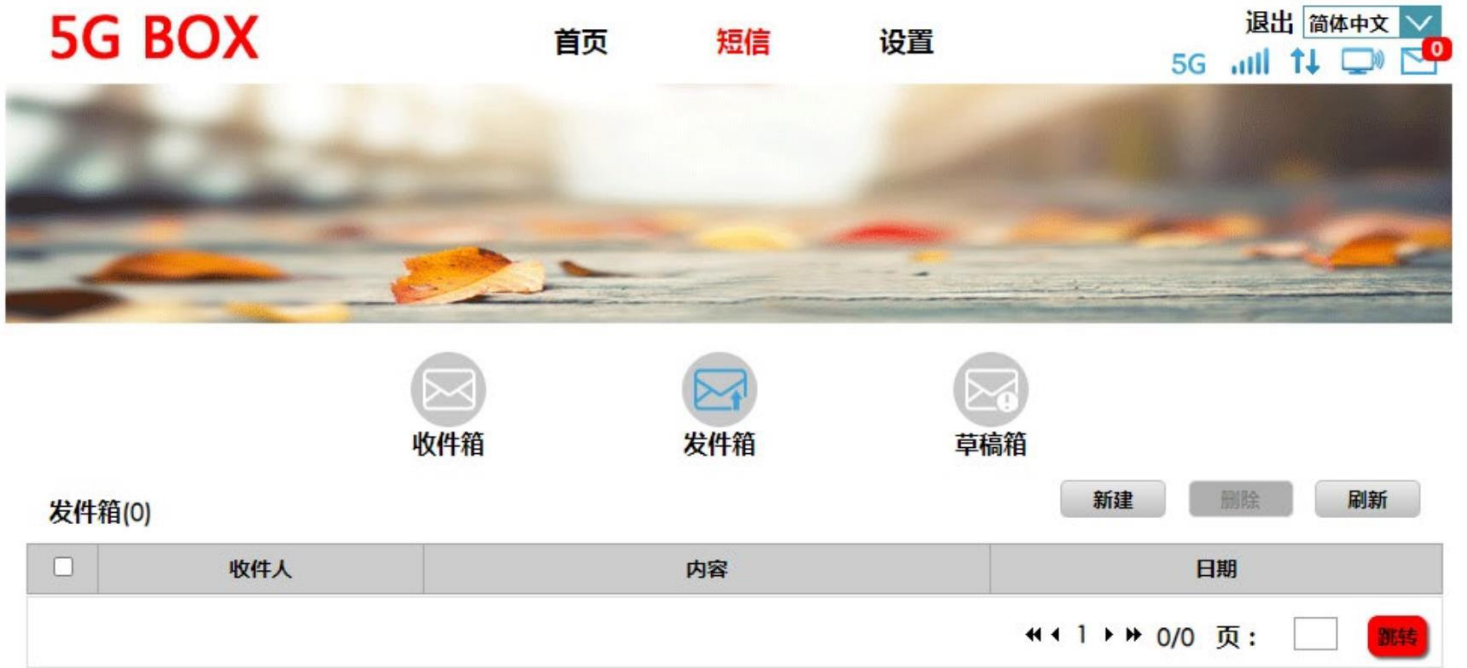 5G BOX 首页 短信 设置 退出 简体中文
5G 0
收件箱 发件箱 草稿箱
发件箱(0) 新建 删除 刷新
收件人 内容 日期
1 0/0 页： 跳转